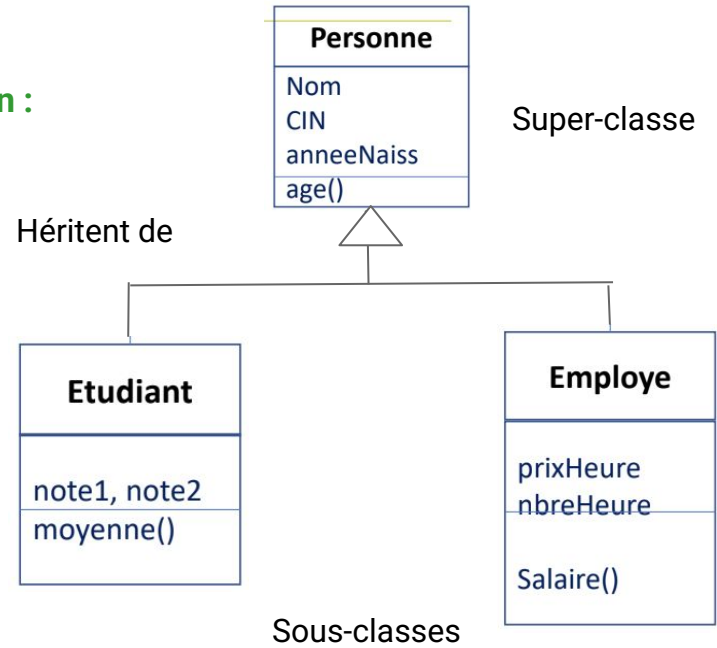 Personne
n :
Nom
CIN
anneeNaiss
age()
Super-classe
Héritent de
Etudiant
note1, note2
moyenne()
Employe
prixHeure
nbreHeure
Salaire()
Sous-classes